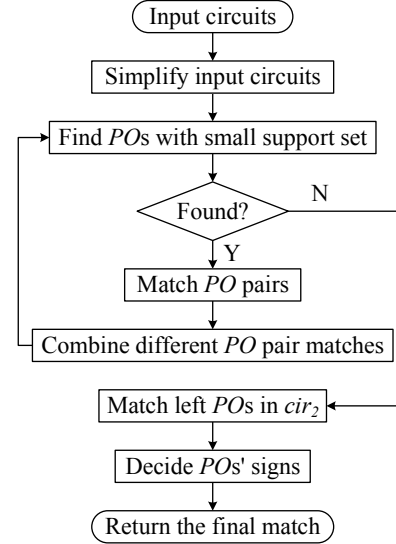 Input circuits
Simplify input circuits
Find POs with small support set
Found?
N
Y
Match PO pairs
Combine different PO pair matches
Match left POs in cir₂
Decide POs' signs
Return the final match